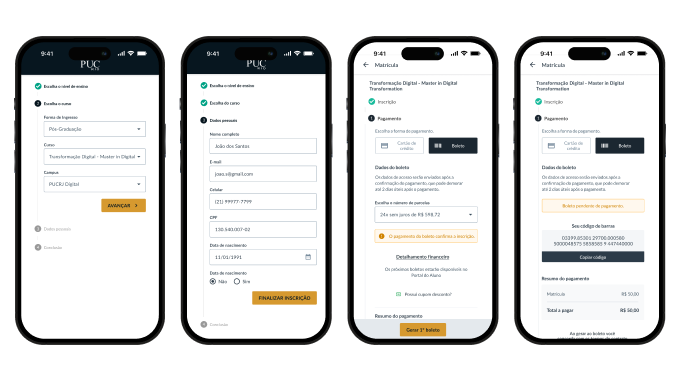 9:41
PUC
RIO
Escolha o nível de ensino
2
Escolha o curso
Forma de Ingresso
Pós-Graduação
Curso
Transformação Digital - Master in Digital
Campus
PUCRJ Digital
AVANÇAR
3
Dados pessoais
4
Conclusão
9:41
PUC
RIO
Escolha o nível de ensino
Escolha do curso
3
Dados pessoais
Nome completo
João dos Santos
E-mail
joao.s@gmail.com
Celular
(21) 99977-7799
CPF
130.540.007-02
Data de nascimento
11/01/1991
Data de nascimento
Não
Sim
FINALIZAR INSCRIÇÃO
4
Conclusão
9:41
Matrícula
Transformação Digital - Master in Digital
Transformation
Inscrição
Pagamento
Escolha a forma do pagamento
Cartão de
crédito
Boleto
Dados do boleto
Os dados de acesso serão enviados após a
confirmação do pagamento, que pode demorar
até 2 dias úteis após o pagamento.
Escolha o número de parcelas
24x sem juros de R$ 598,72
O pagamento do boleto confirma a inscrição
Detalhamento financeiro
Os próximos boletos estarão disponíveis no
Portal do Aluno
Possui cupom desconto?
Resumo do pagamento
Gerar 1º boleto
9:41
Matrícula
Transformação Digital - Master in Digital
Transformation
Inscrição
Pagamento
Escolha a forma do pagamento
Cartão de
crédito
Boleto
Dados do boleto
Os dados de acesso serão enviados após a
confirmação do pagamento, que pode demorar
até 2 dias úteis após o pagamento.
Boleto pendente de pagamento.
Seu código de barras
03399.85301 29700.000580
9000048575 5858585 9 447440000
Copiar código
Resumo do pagamento
Matrícula
R$ 50,00
Total a pagar
R$ 50,00
Ao gerar ao boleto você